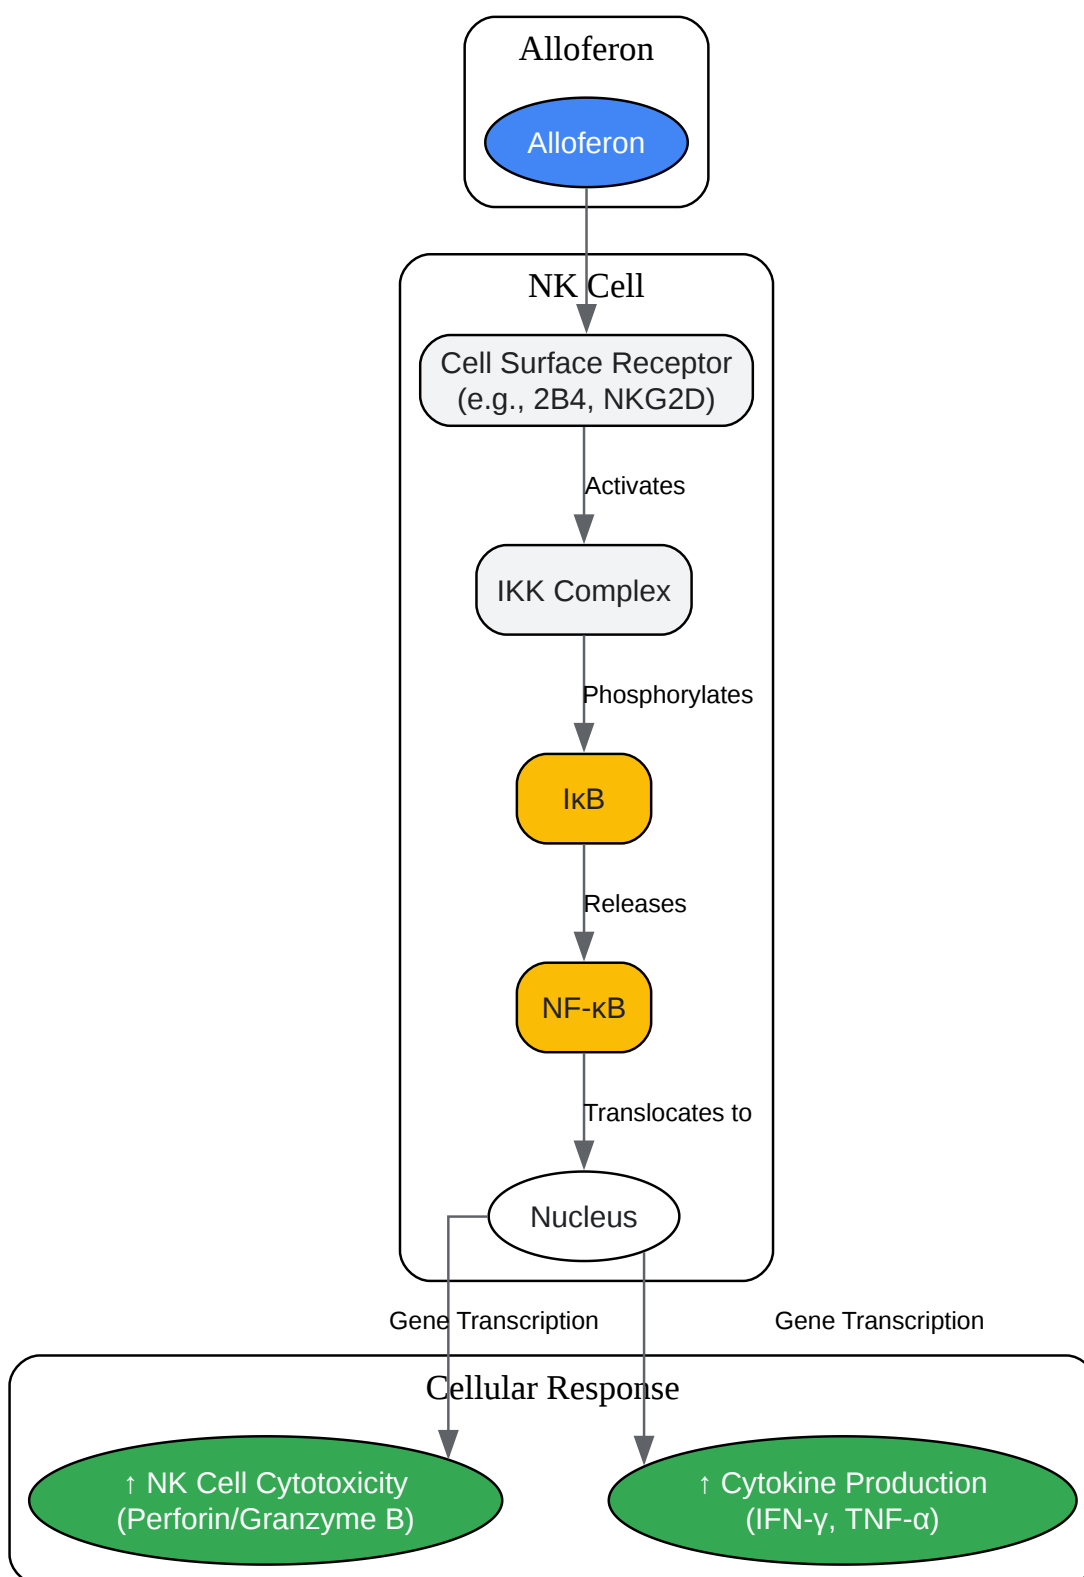 Alloferon
Alloferon
NK Cell
Cell Surface Receptor
(e.g., 2B4, NKG2D)
Activates
IKK Complex
Phosphorylates
IκB
Releases
NF-κB
Translocates to
Nucleus
Gene Transcription
Gene Transcription
Cellular Response
↑ NK Cell Cytotoxicity
(Perforin/Granzyme B)
↑ Cytokine Production
(IFN-γ, TNF-α)